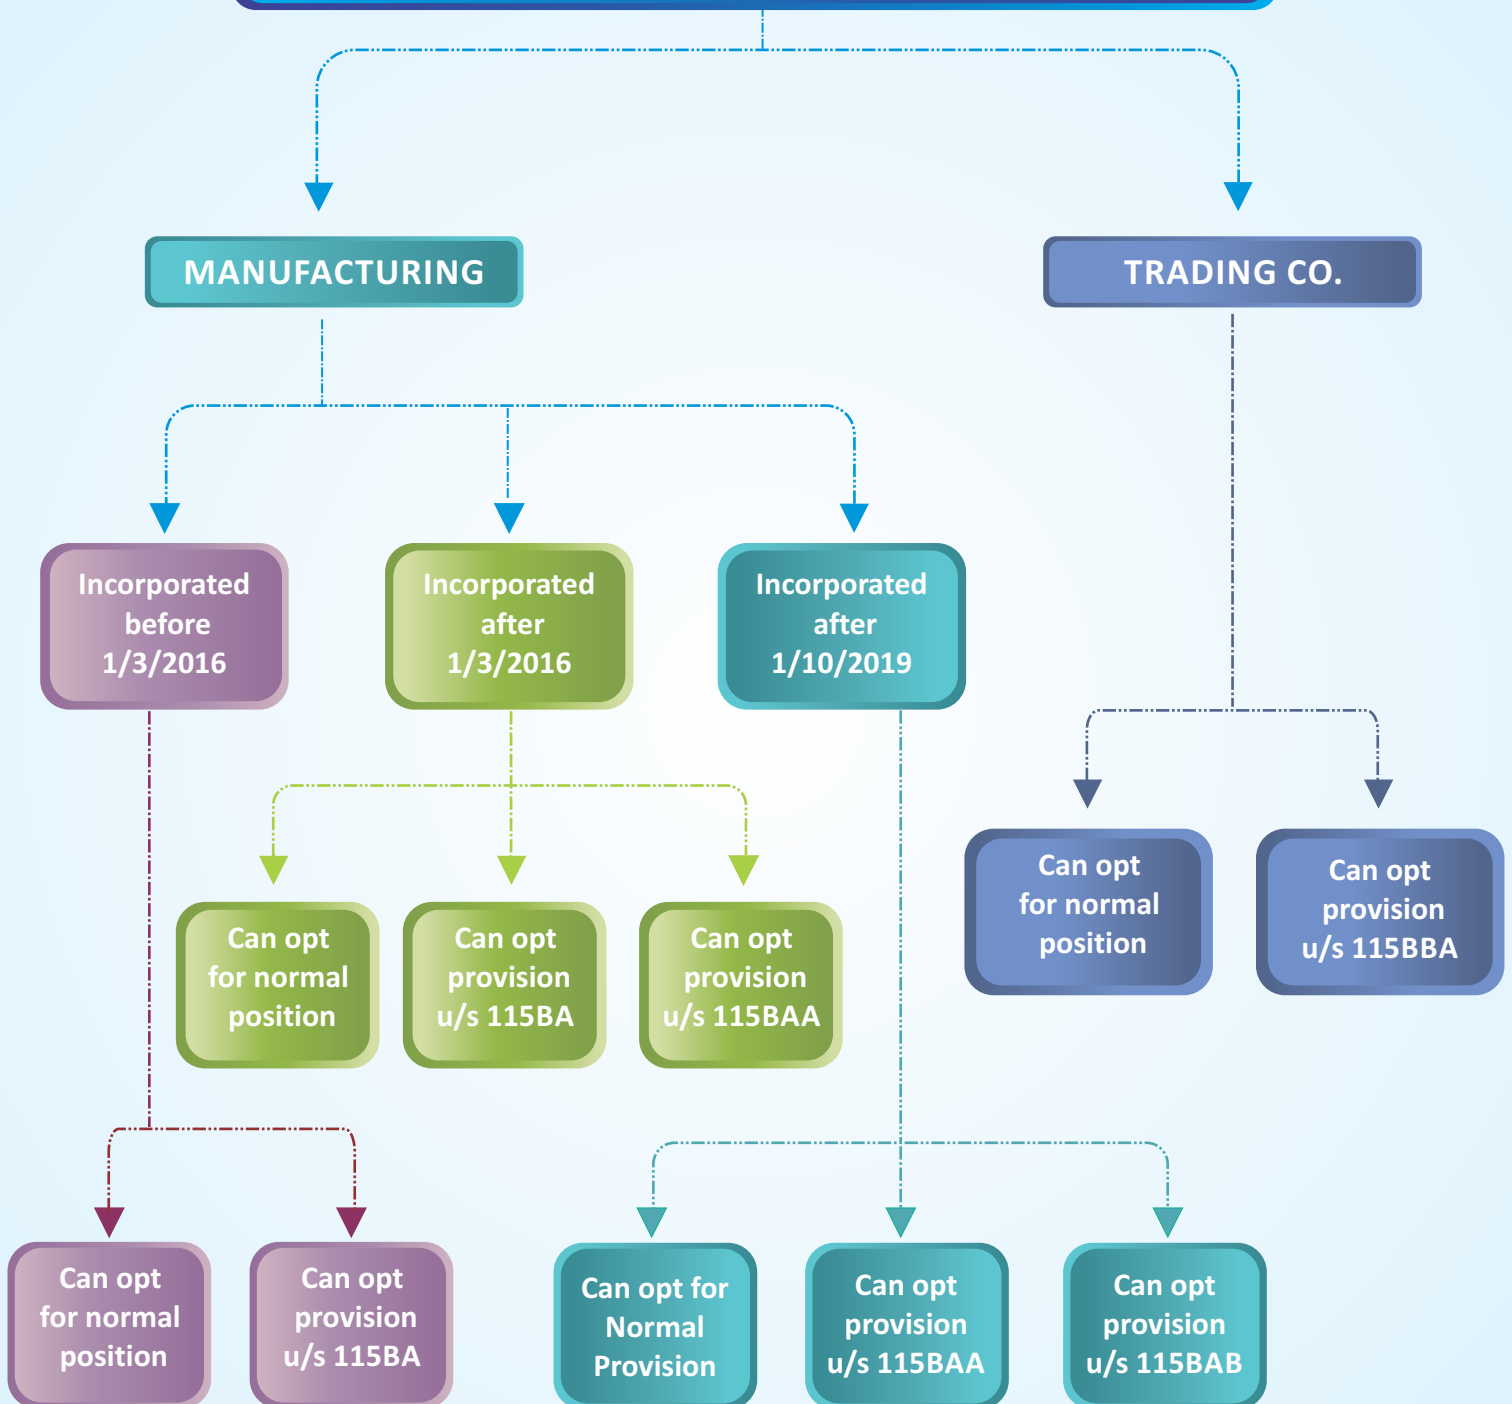 MANUFACTURING
TRADING CO.
Incorporated
before
1/3/2016
Incorporated
after
1/3/2016
Incorporated
after
1/10/2019
Can opt
for normal
position
Can opt
provision
u/s 115BBA
Can opt
for normal
position
Can opt
provision
u/s 115BA
Can opt
provision
u/s 115BAA
Can opt
for normal
position
Can opt
provision
u/s 115BA
Can opt for
Normal
Provision
Can opt
provision
u/s 115BAA
Can opt
provision
u/s 115BAB